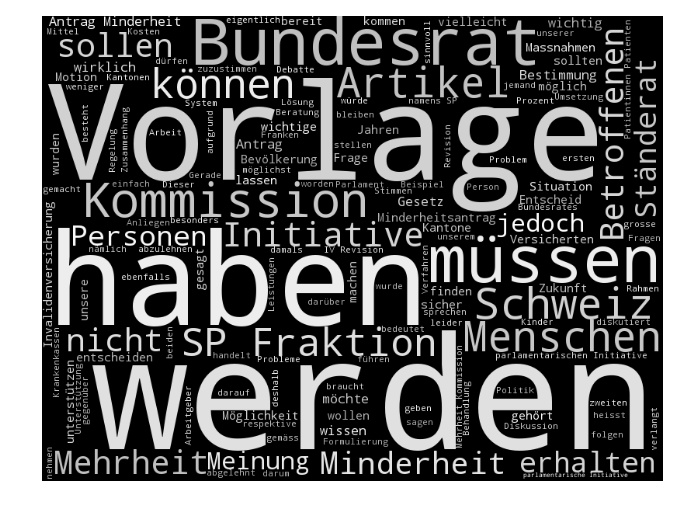 Antrag Minderheit
eigentlich
bereit
kommen
vielleicht
wichtig
Mittel
Kosten
sollen
Bundesrat
dürfen
sinnvoll
unserer
Massnahmen
sollten
wirklich
zuzustimmen
Debatte
Motion
Kantonen
können
Artikel
jemand
Bestimmung
möglich
Betroffenen
Patientinnen Patienten
Ständerat
weniger
System
Lösung
würde
namens SP
Prozent
Umsetzung
Vorlage
wurden
besteht
Regelung
Zusammenhang
Arbeit
aufgrund
wichtige
Beratung
Franken
bleiben
Jahren
Antrag
stellen
Revision
Problem
ersten
Bevölkerung
Frage
möglichst
lassen
gemacht
einfach
Dieser
Gerade
worden
Parlament
Beispiel
Person
Situation
Kommission
Stimmen
Gesetz
Entscheid
Bundesrates
Anliegen
besonders
Minderheitsantrag
grosse
Personen
Initiative
Kantone
jedoch
Versicherten
Fragen
nämlich
abzulehnen
gesagt
damals
IV Revision
unserem
Invalidenversicherung
haben
müssen
ebenfalls
Leistungen
darüber
machen
wurde
Verfahren
finden
Zukunft
Rahmen
unsere
sicher
sprechen
leider
Schweiz
Kinder
diskutiert
nicht
SP Fraktion
bedeutet
Menschen
entscheiden
beiden
handelt
Probleme
führen
parlamentarischen Initiative
Krankenkassen
werden
unterstützen
Unterstützung
gegenüber
Arbeitgeber
darauf
deshalb
braucht
möchte
Politik
zweiten
Möglichkeit
wollen
geben
Mehrheit Kommission
Behandlung
gehört
heisst
respektive
wissen
sagen
Diskussion
folgen
verlangt
gemäss
Formulierung
nehmen
Mehrheit
Meinung
Minderheit
erhalten
abgelehnt
darum
parlamentarische Initiative